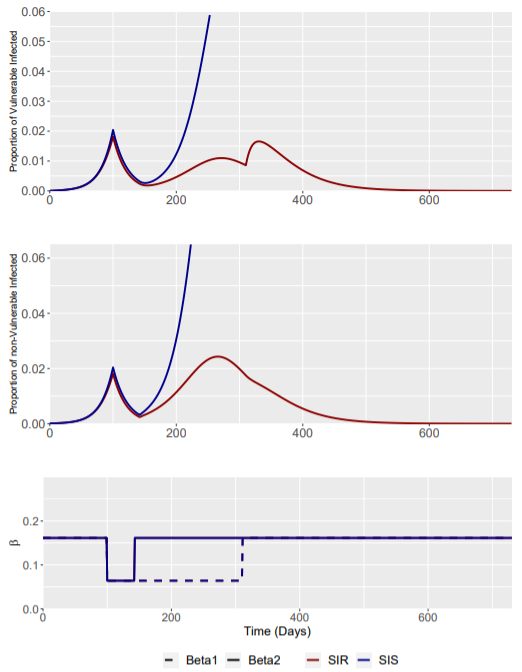 0.06
0.05
0.04
0.03
0.02
0.01
0.00
Proportion of Vulnerable Infected
0 200 400 600
0.06
0.04
0.02
0.00
Proportion of non-Vulnerable Infected
0 200 400 600
0.2
0.1
0.0
β
0 200 400 600
Time (Days)
Beta1 Beta2 SIR SIS